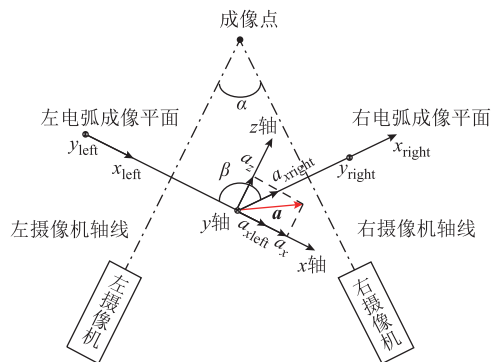 成像点
α
左电弧成像平面
右电弧成像平面
y_left
x_left
z轴
x_right
y_right
β
a_z
a_xright
a
y轴
a_xleft
a_x
x轴
左摄像机轴线
右摄像机轴线
左摄像机
右摄像机